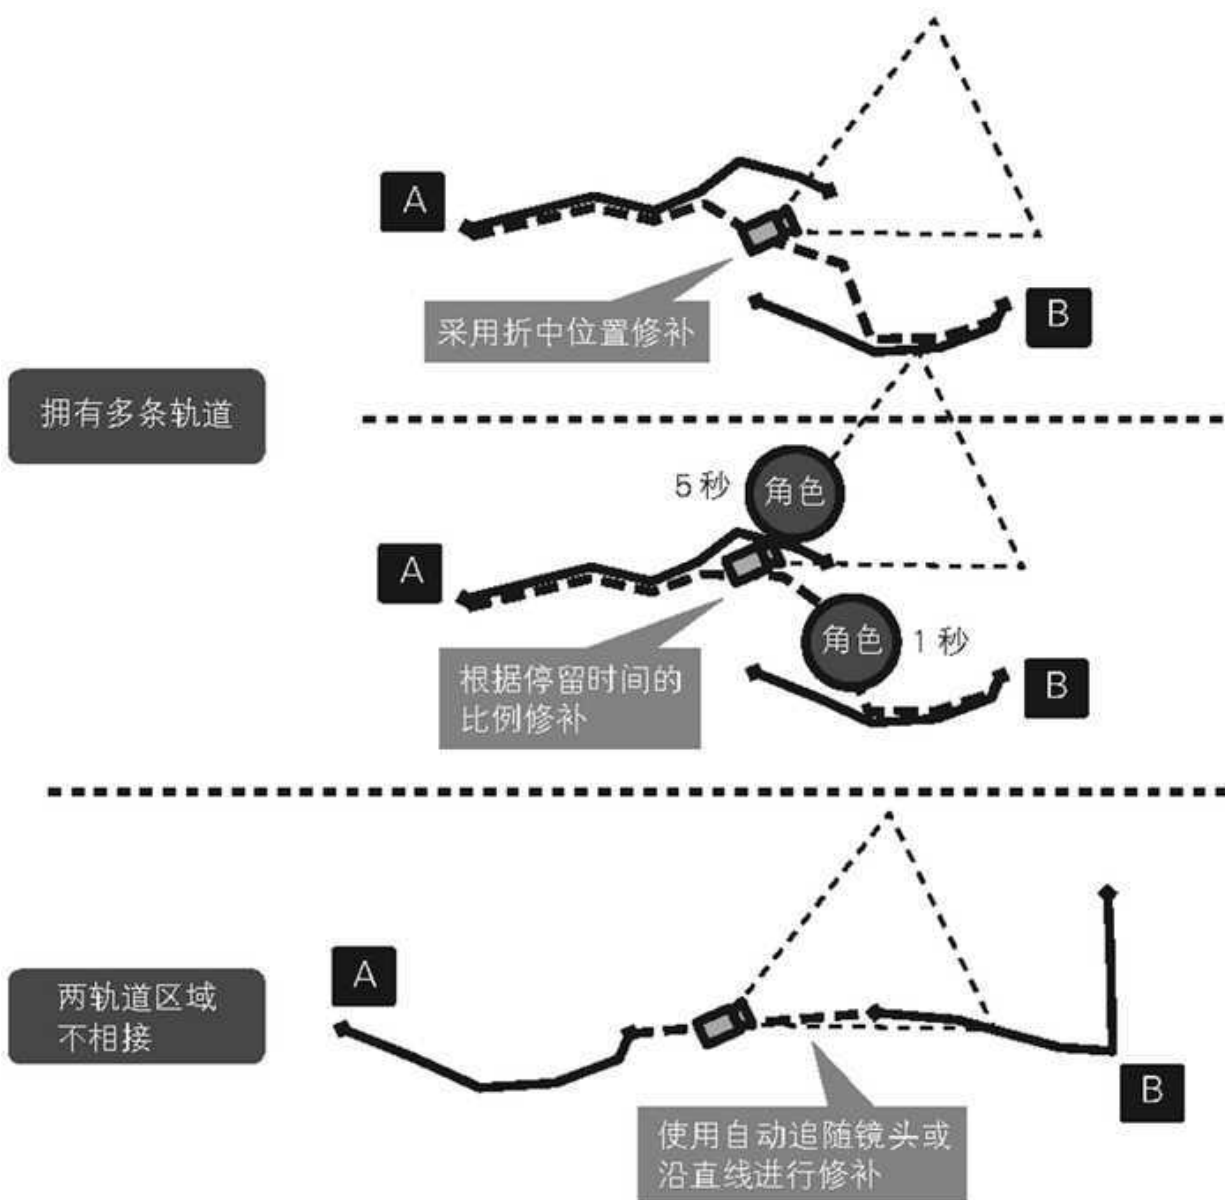 A
采用折中位置修补
B
拥有多条轨道
5秒
角色
A
角色
1秒
根据停留时间的
比例修补
B
A
两轨道区域
不相接
B
使用自动追随镜头或
沿直线进行修补